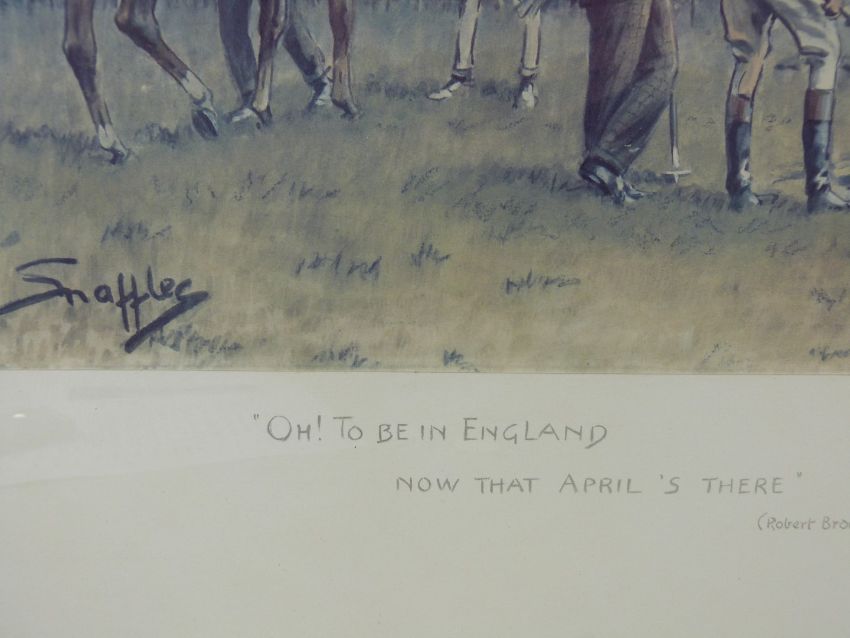 Snaffles
"OH! TO BE IN ENGLAND
NOW THAT APRIL 'S THERE"
(Robert